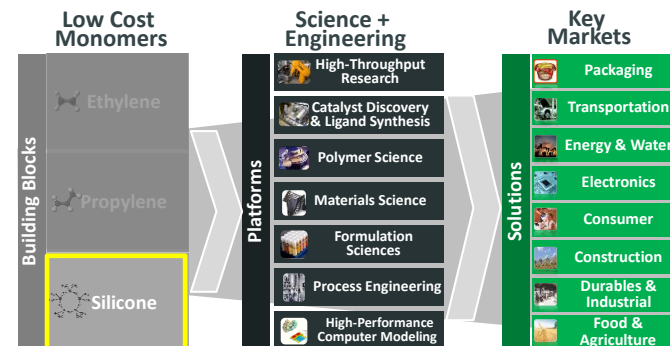 Low Cost
Monomers
Building Blocks
Ethylene
Propylene
Silicone
Science +
Engineering
Platforms
High-Throughput
Research
Catalyst Discovery
& Ligand Synthesis
Polymer Science
Materials Science
Formulation
Sciences
Process Engineering
High-Performance
Computer Modeling
Key
Markets
Solutions
Packaging
Transportation
Energy & Water
Electronics
Consumer
Construction
Durables &
Industrial
Food &
Agriculture